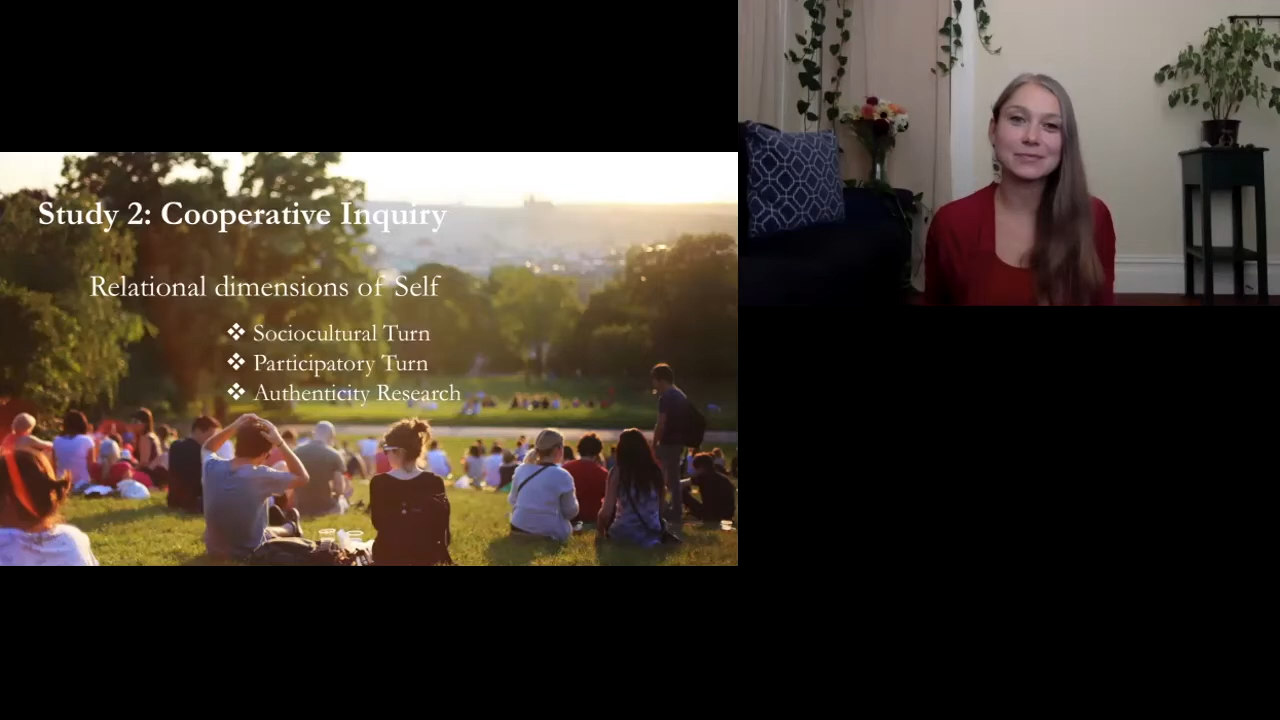 Study 2: Cooperative Inquiry
Relational dimensions of Self
❖ Sociocultural Turn
❖ Participatory Turn
❖ Authenticity Research